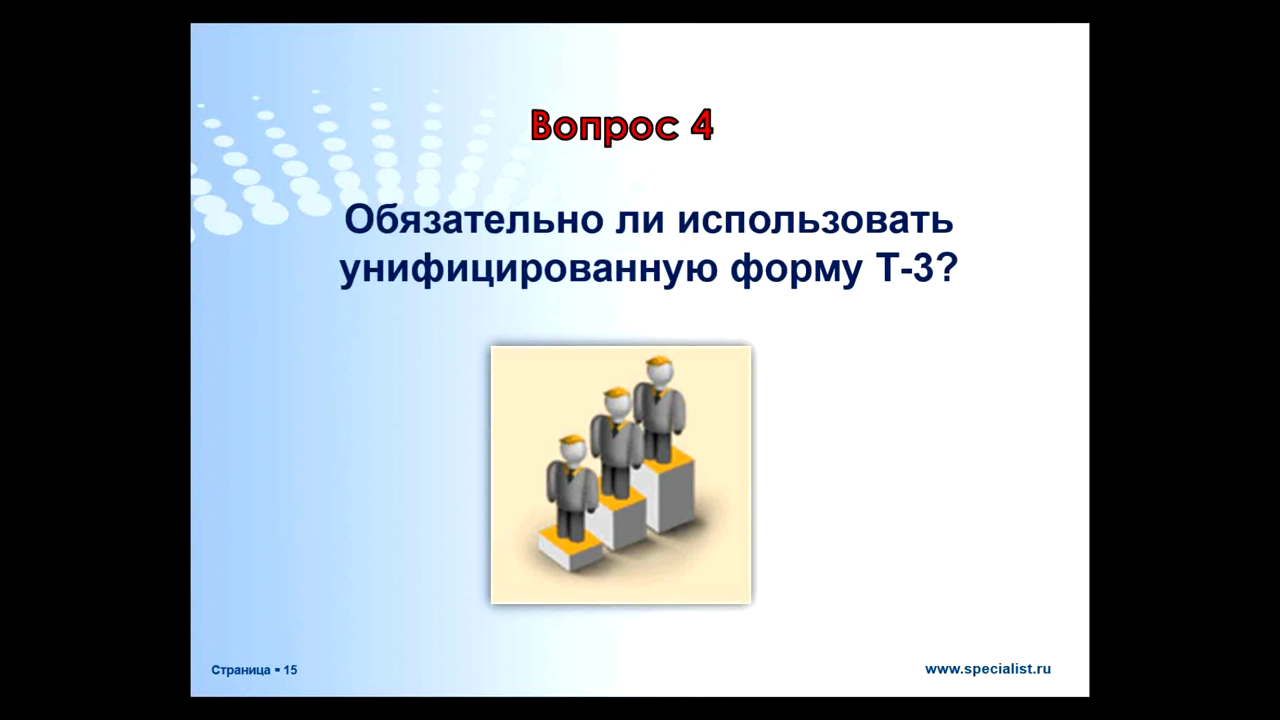 Вопрос 4
Обязательно ли использовать
унифицированную форму Т-3?
Страница ▪ 15
www.specialist.ru